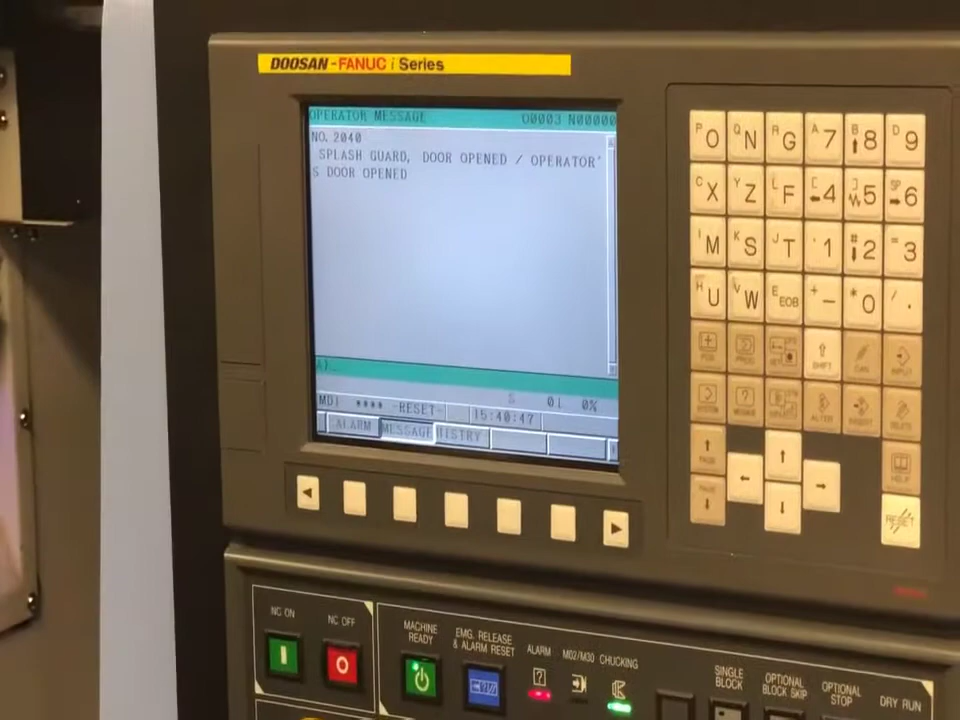 DOOSAN-FANUC i Series
OPERATOR MESSAGE O0003 N00000
NO. 2040
SPLASH GUARD, DOOR OPENED / OPERATOR'
S DOOR OPENED
A)_
S 0L 0%
MDI **** -RESET- 15:40:47
ALARM MESSAGE HISTRY
P O Q N R G A 7 B 8 D 9
C X Y Z L F [ 4 ] 5 SP 6
I M K S J T , 1 # 2 = 3
H U V W E EOB + - * 0 / .
POS PROG SHIFT CAN INPUT
SYSTEM MESSAGE ALTER INSERT DELETE
PAGE HELP
PAGE
RESET
NC ON NC OFF MACHINE READY EMG. RELEASE & ALARM RESET ALARM M02/M30 CHUCKING SINGLE BLOCK OPTIONAL BLOCK SKIP OPTIONAL STOP DRY RUN